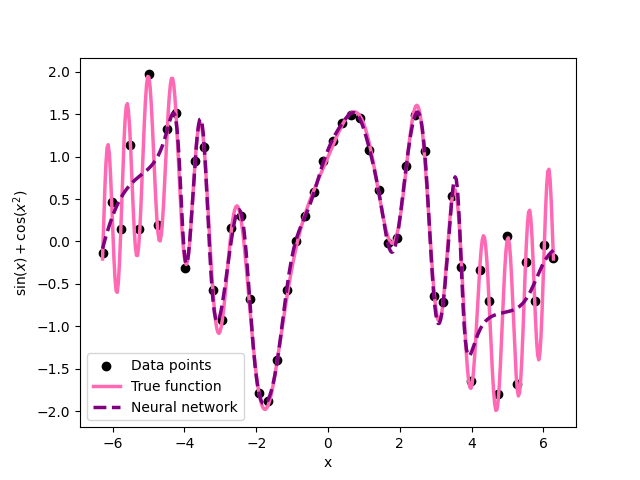 2.0
1.5
1.0
0.5
0.0
−0.5
−1.0
−1.5
−2.0
sin(x) + cos(x²)
Data points
True function
Neural network
−6 −4 −2 0 2 4 6
x